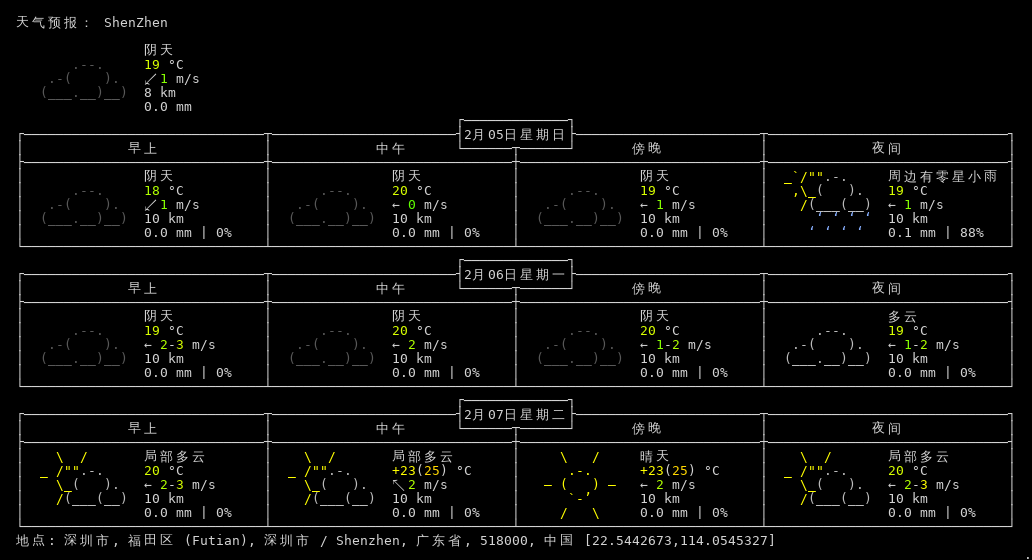 天气预报： ShenZhen
阴天
19 °C
↙ 1 m/s
8 km
0.0 mm
2月05日星期日
早上 中午 傍晚 夜间
阴天 阴天 阴天 周边有零星小雨
18 °C 20 °C 19 °C 19 °C
↙ 1 m/s ← 0 m/s ← 1 m/s ← 1 m/s
10 km 10 km 10 km 10 km
0.0 mm | 0% 0.0 mm | 0% 0.0 mm | 0% 0.1 mm | 88%
2月06日星期一
早上 中午 傍晚 夜间
阴天 阴天 阴天 多云
19 °C 20 °C 20 °C 19 °C
← 2-3 m/s ← 2 m/s ← 1-2 m/s ← 1-2 m/s
10 km 10 km 10 km 10 km
0.0 mm | 0% 0.0 mm | 0% 0.0 mm | 0% 0.0 mm | 0%
2月07日星期二
早上 中午 傍晚 夜间
局部多云 局部多云 晴天 局部多云
20 °C +23(25) °C +23(25) °C 20 °C
← 2-3 m/s ↖ 2 m/s ← 2 m/s ← 2-3 m/s
10 km 10 km 10 km 10 km
0.0 mm | 0% 0.0 mm | 0% 0.0 mm | 0% 0.0 mm | 0%
地点: 深圳市, 福田区 (Futian), 深圳市 / Shenzhen, 广东省, 518000, 中国 [22.5442673,114.0545327]